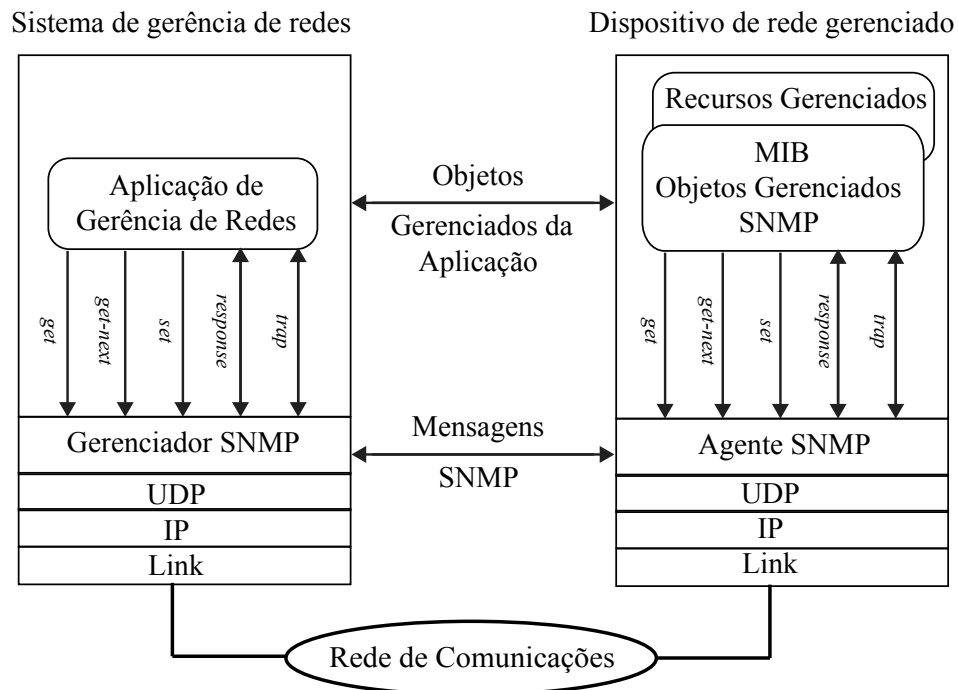 Sistema de gerência de redes
Dispositivo de rede gerenciado
Aplicação de
Gerência de Redes
get
get-next
set
response
trap
Gerenciador SNMP
UDP
IP
Link
Objetos
Gerenciados da
Aplicação
Mensagens
SNMP
Recursos Gerenciados
MIB
Objetos Gerenciados
SNMP
get
get-next
set
response
trap
Agente SNMP
UDP
IP
Link
Rede de Comunicações